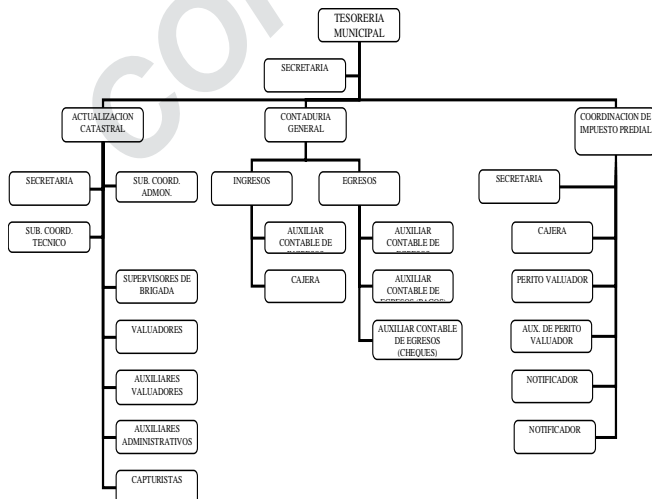 TESORERIA
MUNICIPAL
SECRETARIA
ACTUALIZACION
CATASTRAL
CONTADURIA
GENERAL
COORDINACION DE
IMPUESTO PREDIAL
SECRETARIA
SUB. COORD.
ADMON.
SUB. COORD.
TECNICO
SUPERVISORES DE
BRIGADA
VALUADORES
AUXILIARES
VALUADORES
AUXILIARES
ADMINISTRATIVOS
CAPTURISTAS
INGRESOS
EGRESOS
AUXILIAR
CONTABLE DE
CAJERA
AUXILIAR
CONTABLE DE
AUXILIAR
CONTABLE DE
EGRESOS (PAGOS)
AUXILIAR CONTABLE
DE EGRESOS
(CHEQUES)
SECRETARIA
CAJERA
PERITO VALUADOR
AUX. DE PERITO
VALUADOR
NOTIFICADOR
NOTIFICADOR